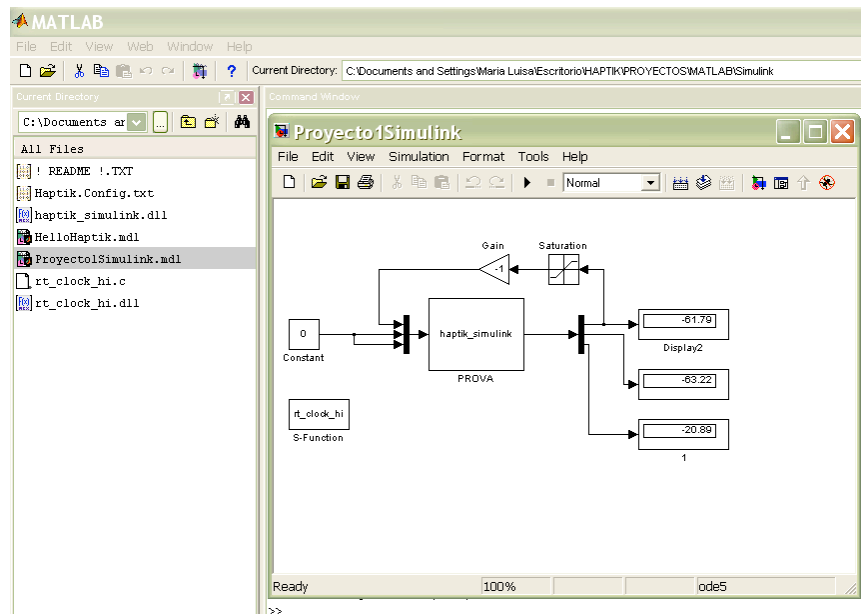 MATLAB
File Edit View Web Window Help
? Current Directory: C:\Documents and Settings\Maria Luisa\Escritorio\HAPTIK\PROYECTOS\MATLAB\Simulink
Current Directory
Command Window
C:\Documents ar
...
All Files
! README !.TXT
Haptik.Config.txt
haptik_simulink.dll
HelloHaptik.mdl
Proyecto1Simulink.mdl
rt_clock_hi.c
rt_clock_hi.dll
Proyecto1Simulink
File Edit View Simulation Format Tools Help
Normal
Gain
Saturation
-1
0
Constant
haptik_simulink
PROVA
-61.79
Display2
-63.22
-20.89
1
rt_clock_hi
S-Function
Ready 100% ode5
>>